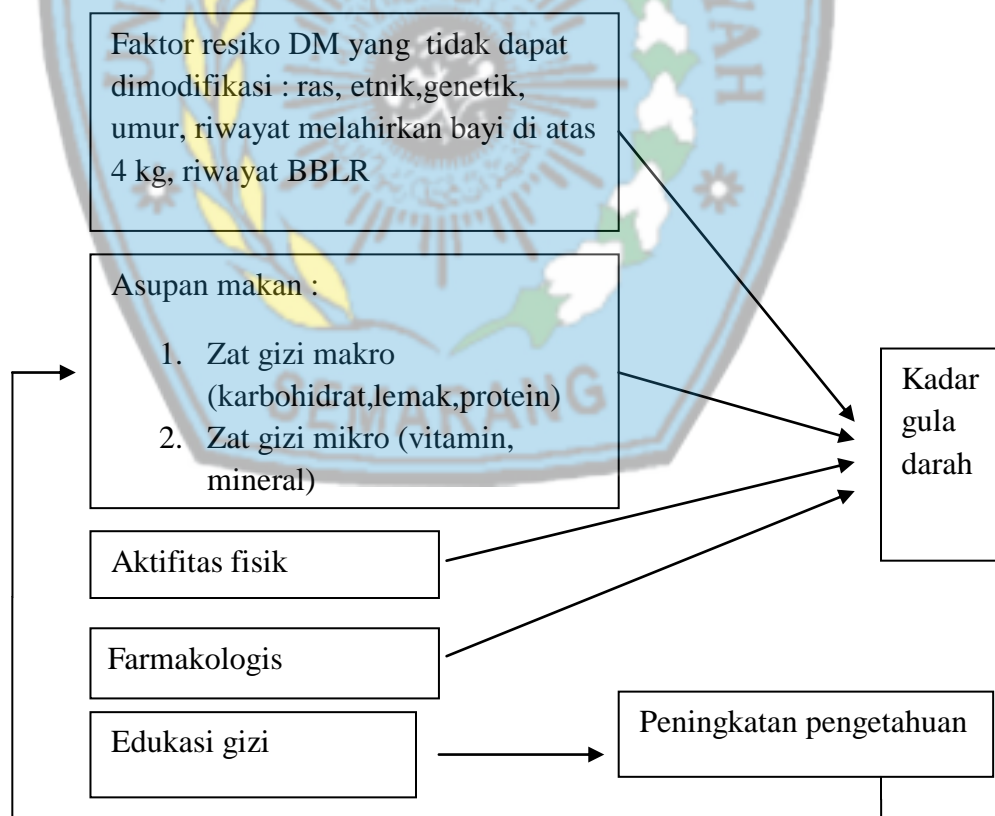 Faktor resiko DM yang tidak dapat
dimodifikasi : ras, etnik,genetik,
umur, riwayat melahirkan bayi di atas
4 kg, riwayat BBLR
Asupan makan :
1. Zat gizi makro
(karbohidrat,lemak,protein)
2. Zat gizi mikro (vitamin,
mineral)
SEMARANG
Kadar
gula
darah
Aktifitas fisik
Farmakologis
Edukasi gizi
Peningkatan pengetahuan